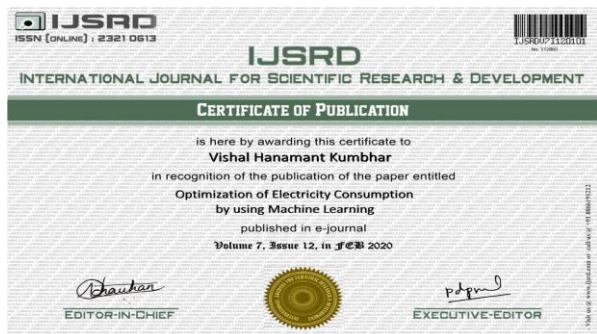 IJSRD
ISSN (ONLINE) : 2321 0613
IJSRDV7I120101
IJSRD
INTERNATIONAL JOURNAL FOR SCIENTIFIC RESEARCH & DEVELOPMENT
CERTIFICATE OF PUBLICATION
is here by awarding this certificate to
Vishal Hanamant Kumbhar
in recognition of the publication of the paper entitled
Optimization of Electricity Consumption
by using Machine Learning
published in e-journal
Volume 7, Issue 12, in FEB 2020
EDITOR-IN-CHIEF
EXECUTIVE-EDITOR